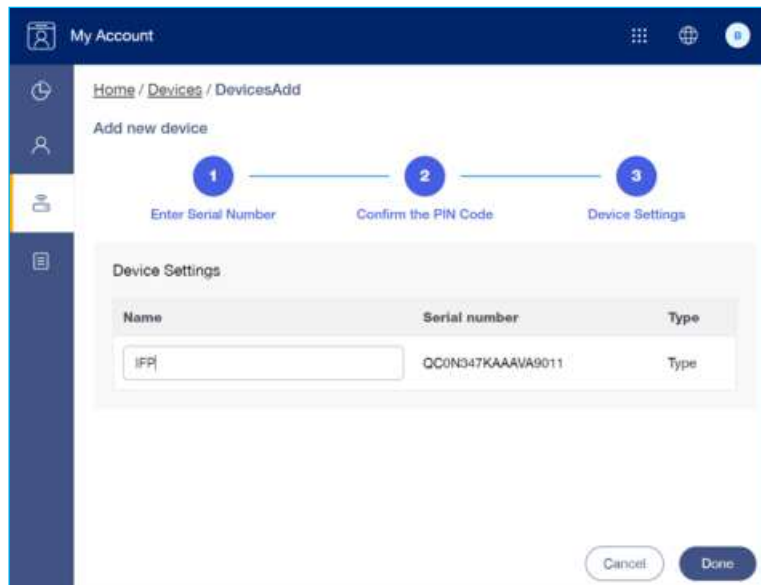 My Account
B
Home / Devices / DevicesAdd
Add new device
1 2 3
Enter Serial Number Confirm the PIN Code Device Settings
Device Settings
Name Serial number Type
IFP QC0N347KAAAVA9011 Type
Cancel Done